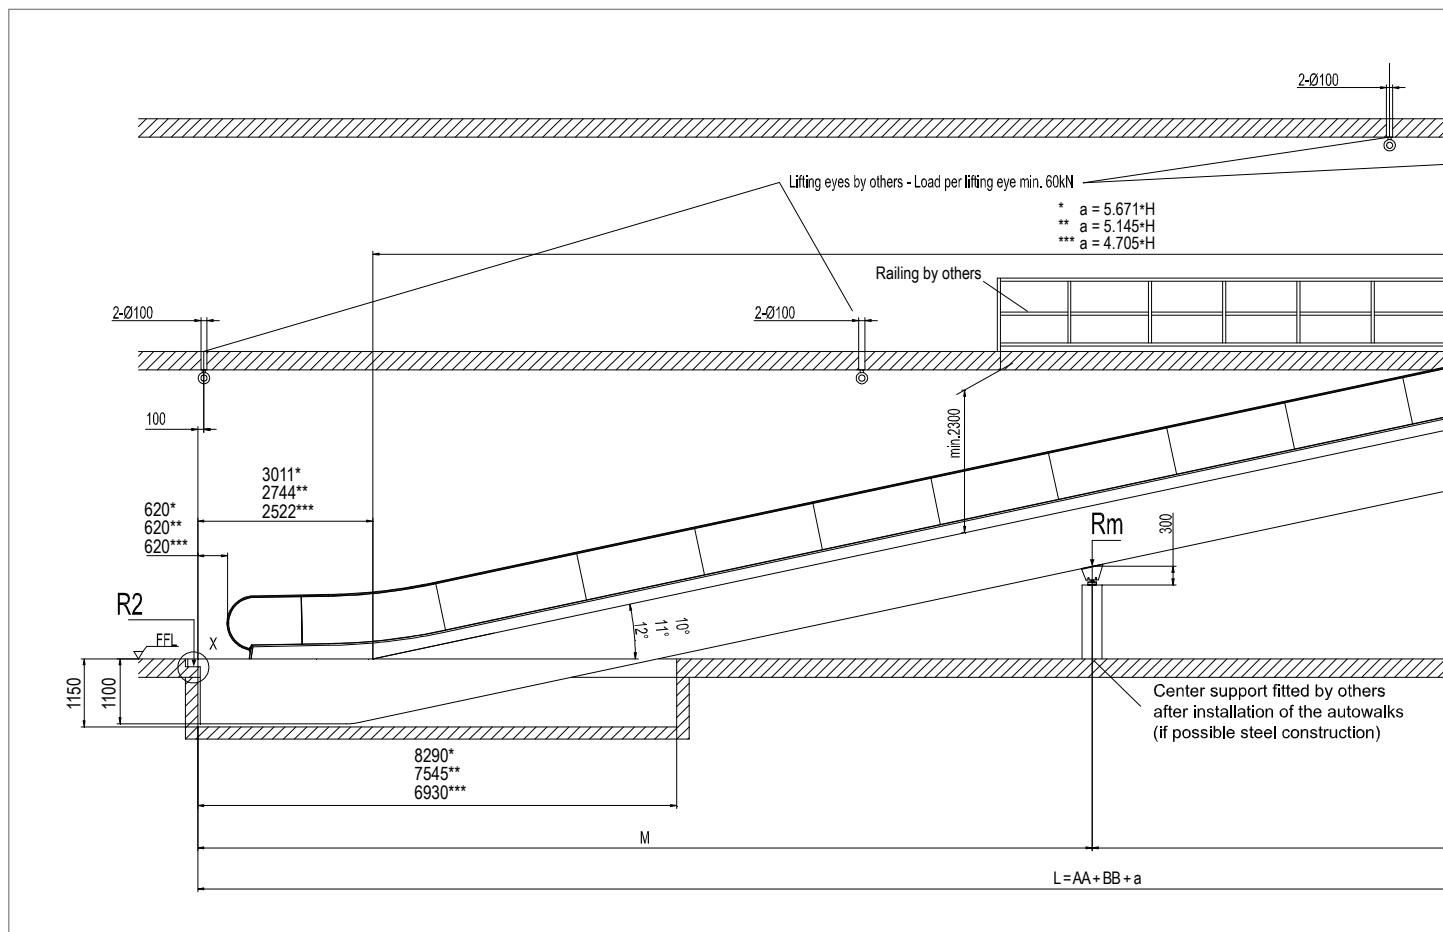 2-Ø100
Lifting eyes by others - Load per lifting eye min. 60kN
* a = 5.671*H
** a = 5.145*H
*** a = 4.705*H
Railing by others
2-Ø100
2-Ø100
100
min.2300
3011*
2744**
2522***
620*
620**
620***
Rm
300
R2
FFL
X
10°
11°
12°
1150
1100
Center support fitted by others
after installation of the autowalks
(if possible steel construction)
8290*
7545**
6930***
M
L=AA+BB+a